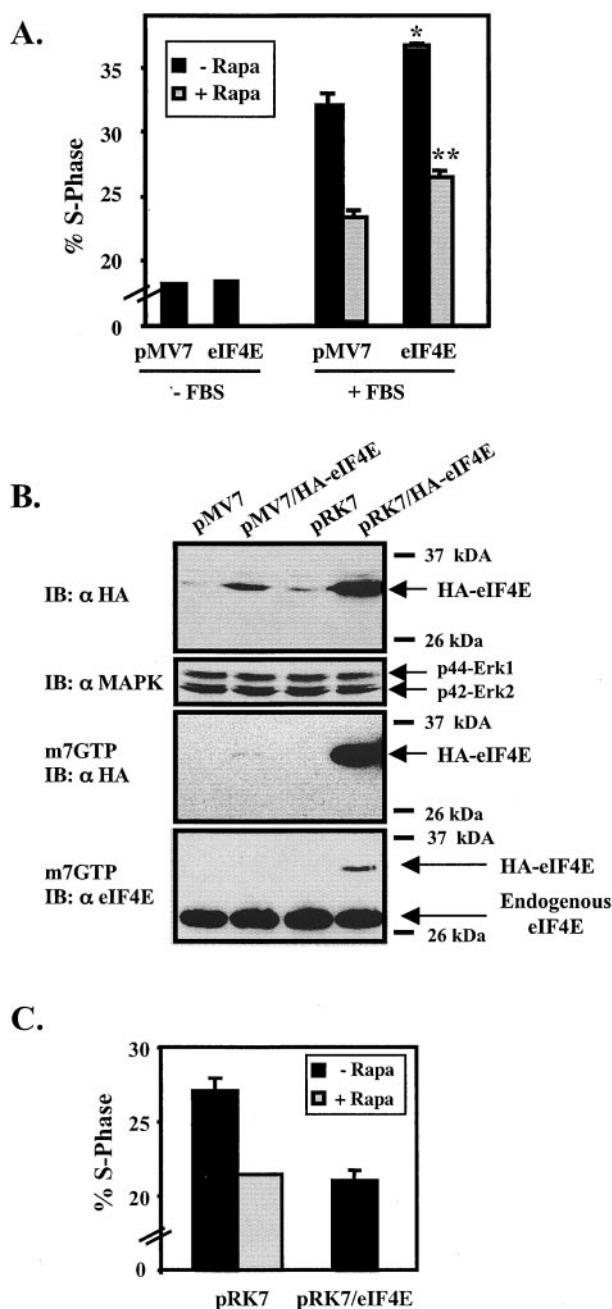 A.
% S-Phase
35
30
25
20
0
- Rapa
+ Rapa
*
**
pMV7 eIF4E pMV7 eIF4E
- FBS + FBS
B.
pMV7 pMV7/HA-eIF4E pRK7 pRK7/HA-eIF4E
IB: α HA
37 kDA
HA-eIF4E
26 kDa
IB: α MAPK
p44-Erk1
p42-Erk2
m7GTP
IB: α HA
37 kDA
HA-eIF4E
26 kDa
m7GTP
IB: α eIF4E
37 kDA
HA-eIF4E
Endogenous
eIF4E
26 kDa
C.
% S-Phase
30
25
20
0
- Rapa
+ Rapa
pRK7 pRK7/eIF4E